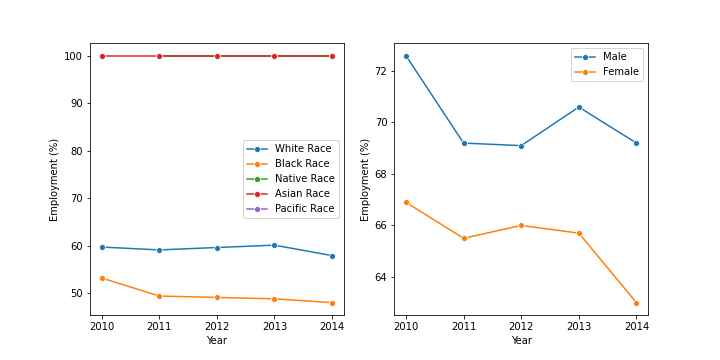 100
90
80
70
60
50
Employment (%)
2010 2011 2012 2013 2014
Year
White Race
Black Race
Native Race
Asian Race
Pacific Race
72
70
68
66
64
Employment (%)
2010 2011 2012 2013 2014
Year
Male
Female